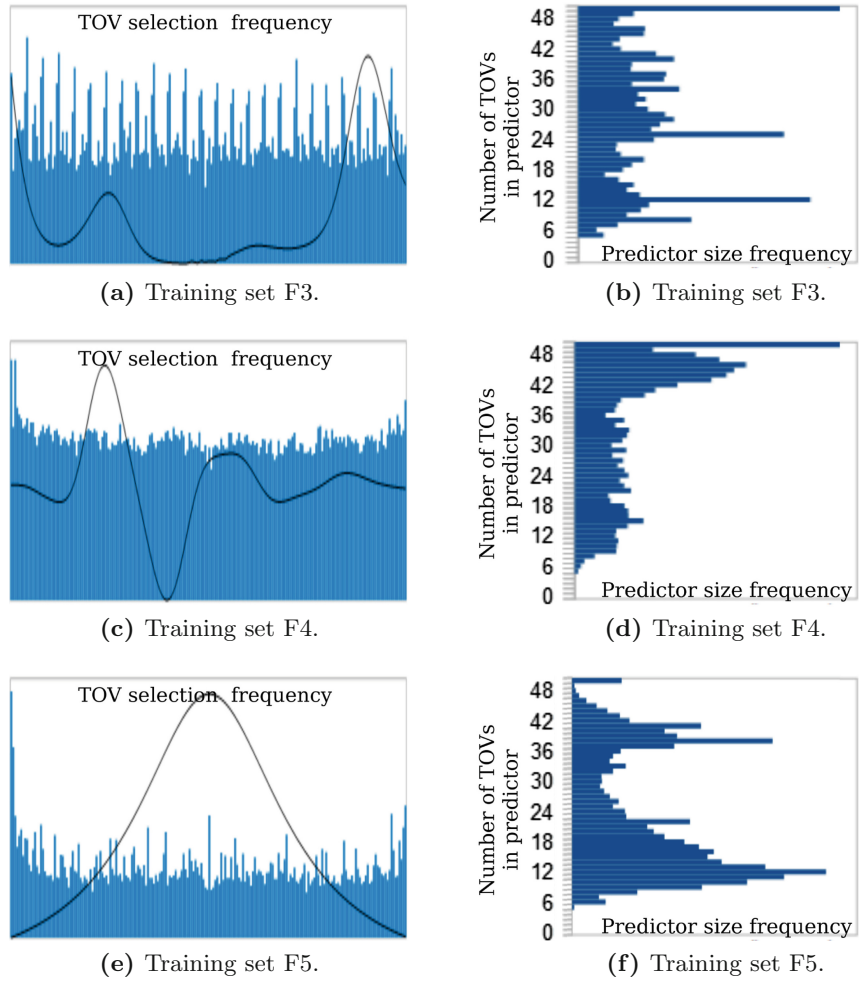 TOV selection frequency
(a) Training set F3.
48
42
36
30
24
18
12
6
0
Number of TOVs
in predictor
Predictor size frequency
(b) Training set F3.
TOV selection frequency
(c) Training set F4.
48
42
36
30
24
18
12
6
0
Number of TOVs
in predictor
Predictor size frequency
(d) Training set F4.
TOV selection frequency
(e) Training set F5.
48
42
36
30
24
18
12
6
0
Number of TOVs
in predictor
Predictor size frequency
(f) Training set F5.